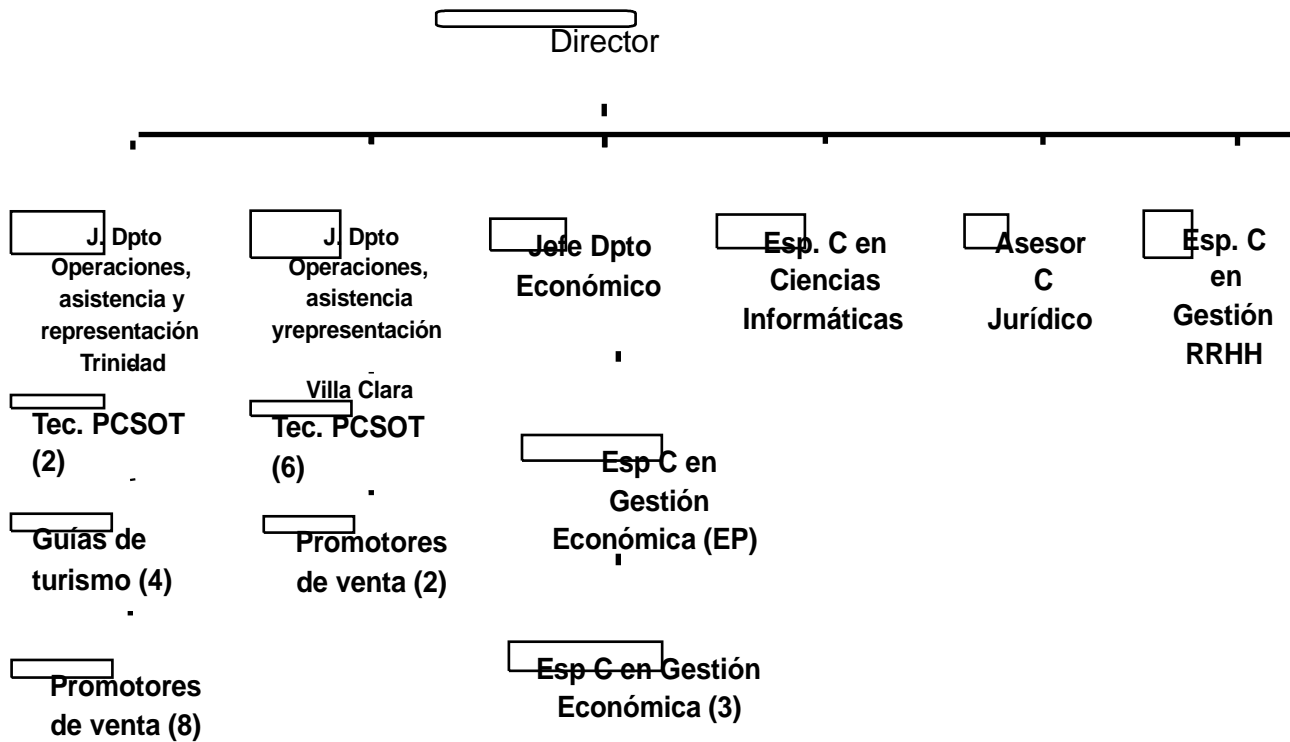 Director
J. Dpto
Operaciones,
asistencia y
representación
Trinidad
Tec. PCSOT
(2)
Guías de
turismo (4)
Promotores
de venta (8)
J. Dpto
Operaciones,
asistencia
yrepresentación
Villa Clara
Tec. PCSOT
(6)
Promotores
de venta (2)
Jefe Dpto
Económico
Esp C en
Gestión
Económica (EP)
Esp C en Gestión
Económica (3)
Esp. C en
Ciencias
Informáticas
Asesor
C
Jurídico
Esp. C
en
Gestión
RRHH